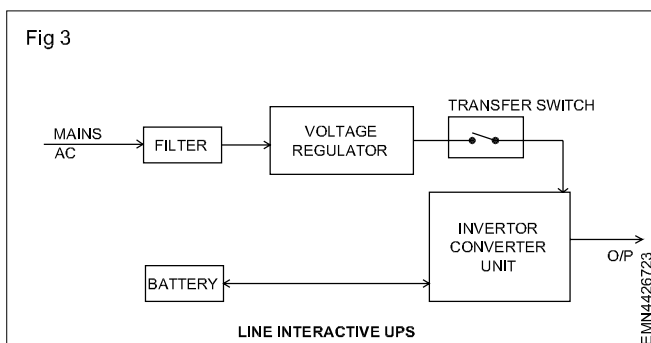 Fig 3
TRANSFER SWITCH
MAINS
AC
FILTER
VOLTAGE
REGULATOR
INVERTOR
CONVERTER
UNIT
O/P
BATTERY
LINE INTERACTIVE UPS
EMN4426723